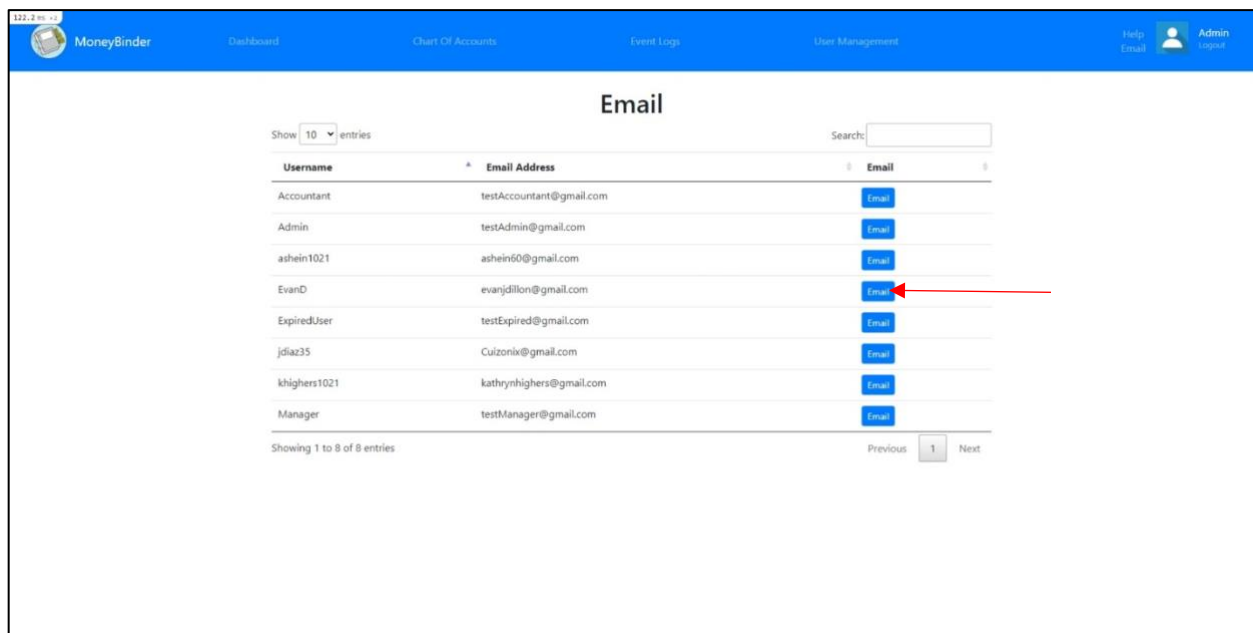 122.2 ms ×2
MoneyBinder
Dashboard
Chart Of Accounts
Event Logs
User Management
Help
Email
Admin
Logout
Email
Show 10 entries
Search:
Username Email Address Email
Accountant testAccountant@gmail.com Email
Admin testAdmin@gmail.com Email
ashein1021 ashein60@gmail.com Email
EvanD evanjdillon@gmail.com Email
ExpiredUser testExpired@gmail.com Email
jdiaz35 Cuizonix@gmail.com Email
khighers1021 kathrynhighers@gmail.com Email
Manager testManager@gmail.com Email
Showing 1 to 8 of 8 entries
Previous 1 Next